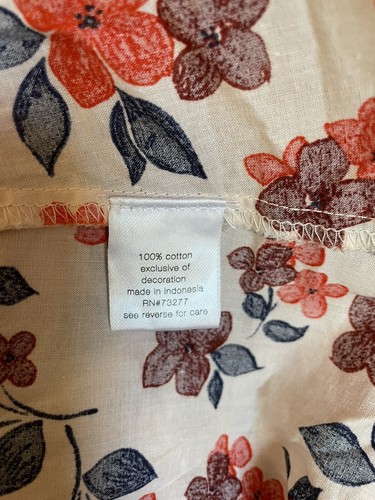 100% cotton
exclusive of
decoration
made in Indonesia
RN#73277
see reverse for care